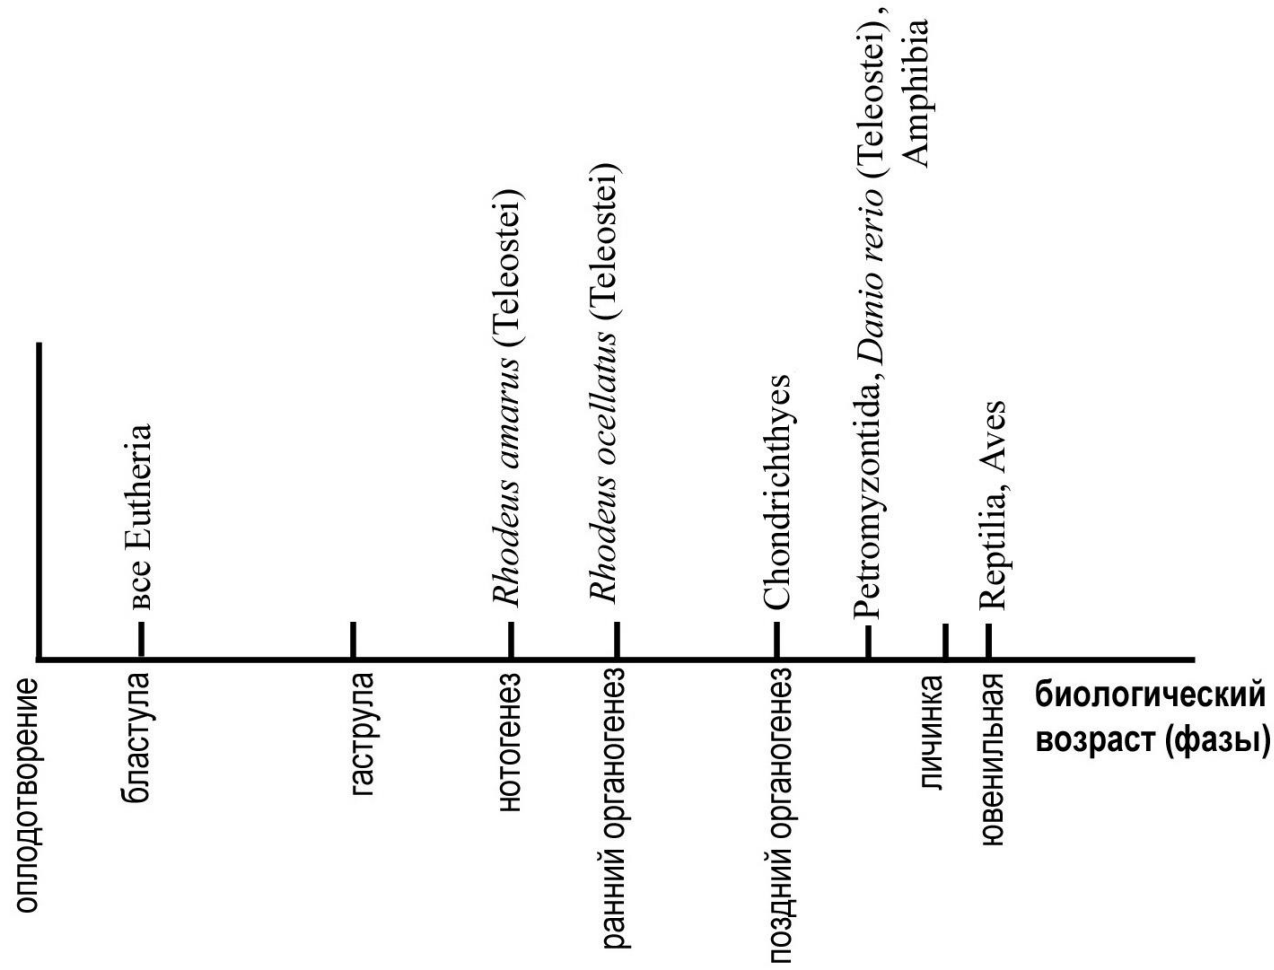 все Eutheria
Rhodeus amarus (Teleostei)
Rhodeus ocellatus (Teleostei)
Chondrichthyes
Petromyzontida, Danio rerio (Teleostei),
Amphibia
Reptilia, Aves
оплодотворение
бластула
гаструла
нотогенез
ранний органогенез
поздний органогенез
личинка
ювенильная
биологический
возраст (фазы)